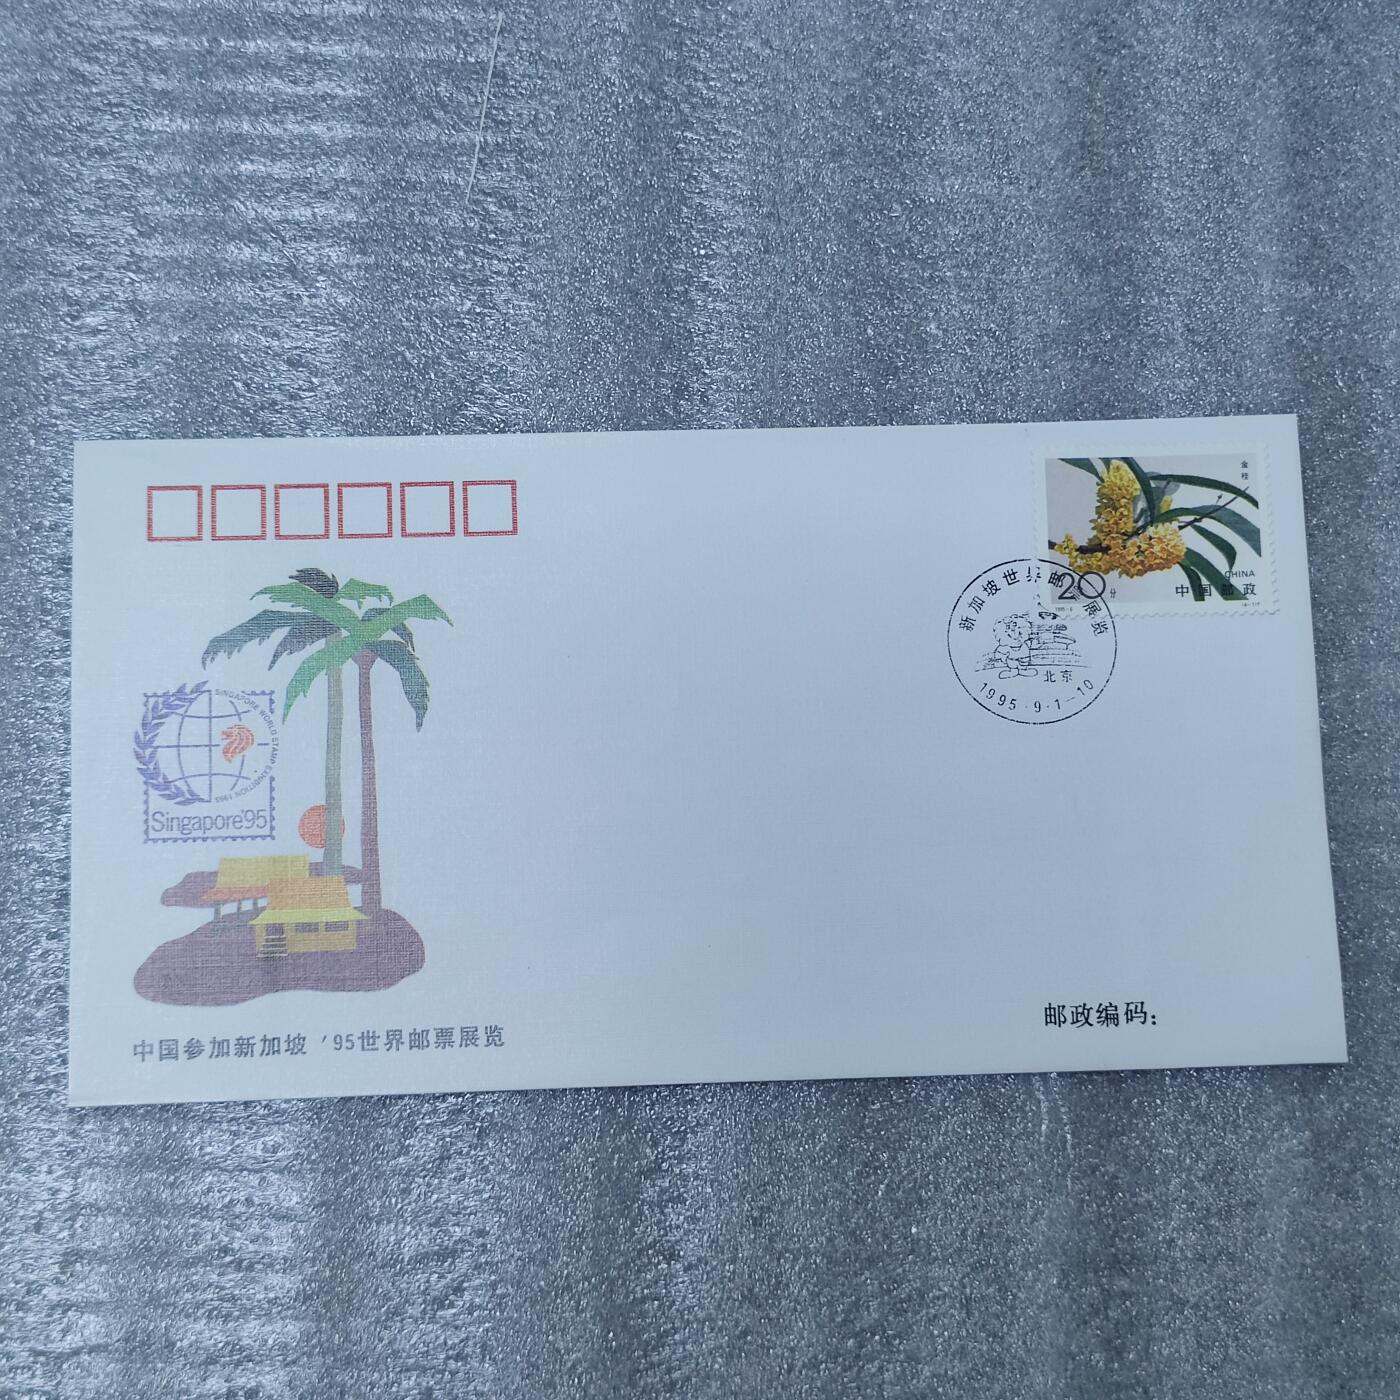 金桂
20分
CHINA
中国邮政
1995-6
新加坡世界邮票展览
北京
1995.9.1-10
SINGAPORE WORLD STAMP EXHIBITION 1995
Singapore'95
中国参加新加坡 '95世界邮票展览
邮政编码: